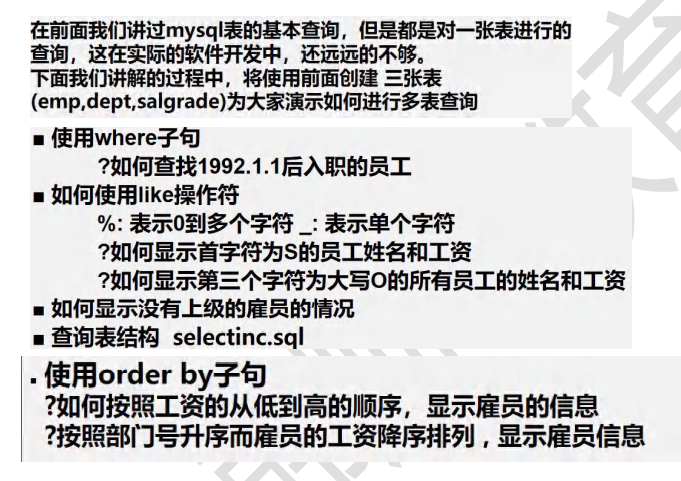 在前面我们讲过mysql表的基本查询，但是都是对一张表进行的
查询，这在实际的软件开发中，还远远的不够。
下面我们讲解的过程中，将使用前面创建 三张表
(emp,dept,salgrade)为大家演示如何进行多表查询
■ 使用where子句
?如何查找1992.1.1后入职的员工
■ 如何使用like操作符
%: 表示0到多个字符 _: 表示单个字符
?如何显示首字符为S的员工姓名和工资
?如何显示第三个字符为大写O的所有员工的姓名和工资
■ 如何显示没有上级的雇员的情况
■ 查询表结构 selectinc.sql
. 使用order by子句
?如何按照工资的从低到高的顺序，显示雇员的信息
?按照部门号升序而雇员的工资降序排列 , 显示雇员信息